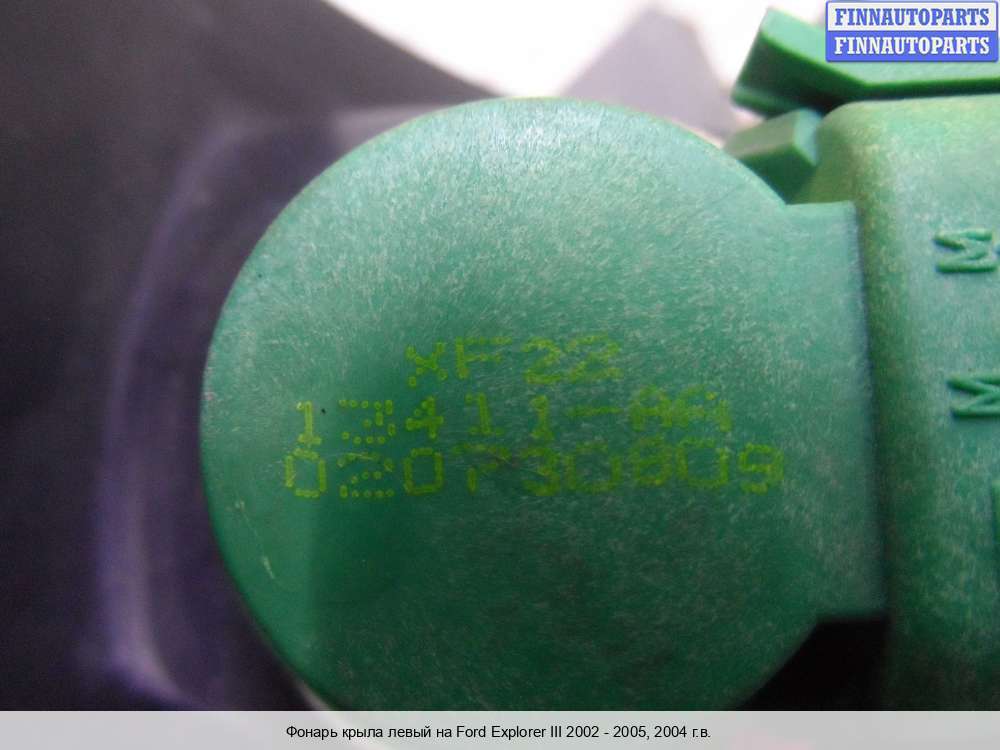 FINNAUTOPARTS
FINNAUTOPARTS
XF22
13411-AA
020730809
M
M
Фонарь крыла левый на Ford Explorer III 2002 - 2005, 2004 г.в.